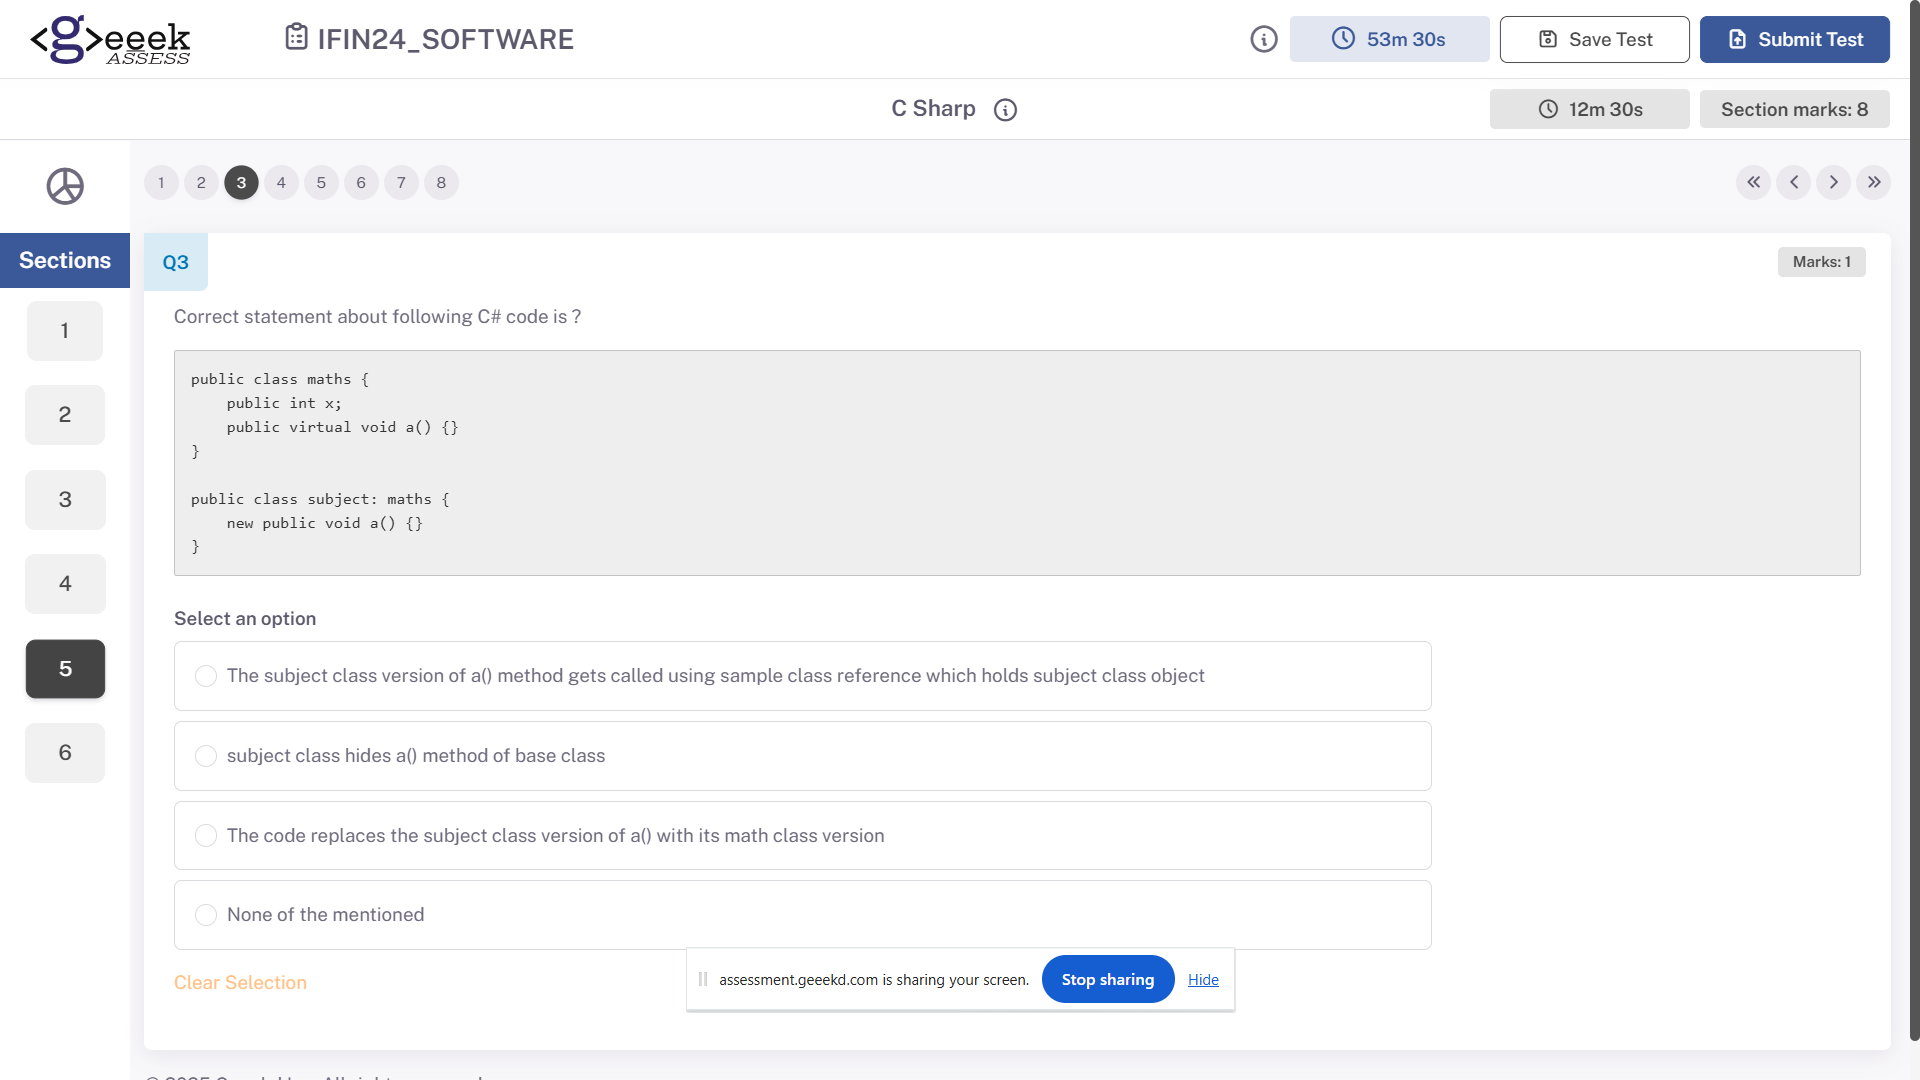 <g>eeek
ASSESS
IFIN24_SOFTWARE
53m 30s
Save Test
Submit Test
C Sharp
12m 30s
Section marks: 8
1 2 3 4 5 6 7 8
Sections
1
2
3
4
5
6
Q3
Marks: 1
Correct statement about following C# code is ?
public class maths {
    public int x;
    public virtual void a() {}
}
public class subject: maths {
    new public void a() {}
}
Select an option
The subject class version of a() method gets called using sample class reference which holds subject class object
subject class hides a() method of base class
The code replaces the subject class version of a() with its math class version
None of the mentioned
Clear Selection
assessment.geeekd.com is sharing your screen.
Stop sharing
Hide